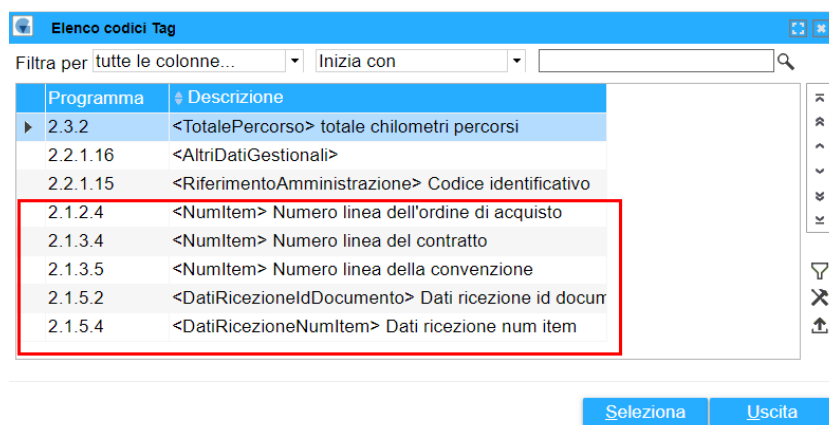 Elenco codici Tag
Filtra per tutte le colonne... Inizia con
Programma Descrizione
2.3.2 <TotalePercorso> totale chilometri percorsi
2.2.1.16 <AltriDatiGestionali>
2.2.1.15 <RiferimentoAmministrazione> Codice identificativo
2.1.2.4 <NumItem> Numero linea dell'ordine di acquisto
2.1.3.4 <NumItem> Numero linea del contratto
2.1.3.5 <NumItem> Numero linea della convenzione
2.1.5.2 <DatiRicezioneIdDocumento> Dati ricezione id docum
2.1.5.4 <DatiRicezioneNumItem> Dati ricezione num item
Seleziona Uscita